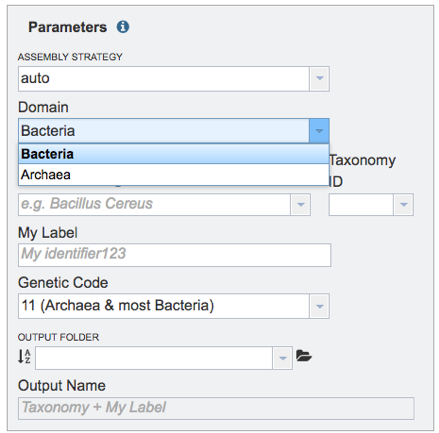 Parameters
ASSEMBLY STRATEGY
auto
Domain
Bacteria
Bacteria
Archaea
Taxonomy
ID
e.g. Bacillus Cereus
My Label
My identifier123
Genetic Code
11 (Archaea & most Bacteria)
OUTPUT FOLDER
A
Z
Output Name
Taxonomy + My Label